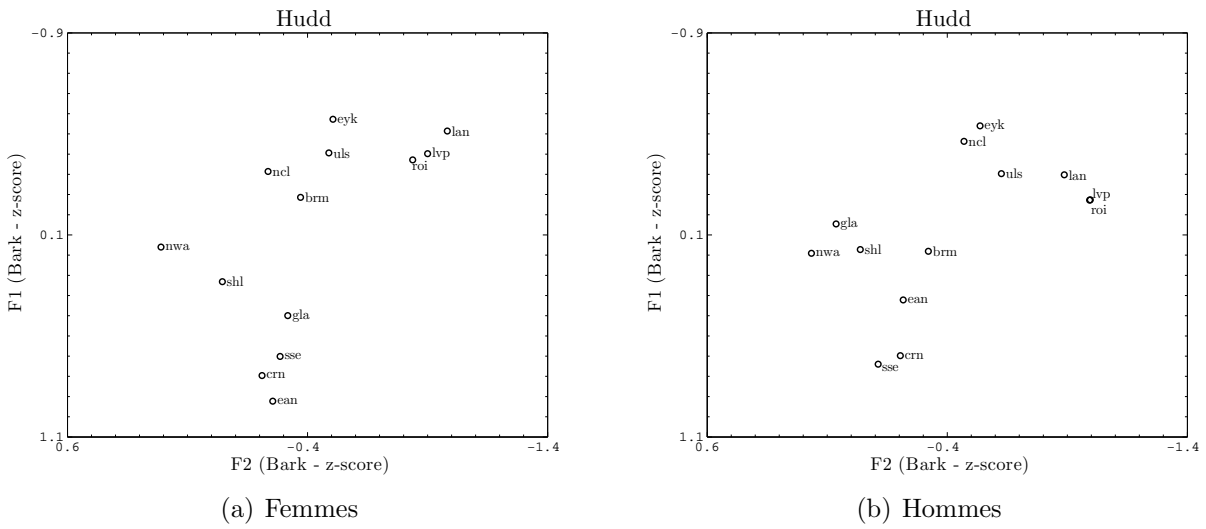 Hudd
-0.9
eyk
lan
uls
lvp
roi
ncl
brm
0.1
nwa
shl
gla
sse
crn
ean
1.1
0.6
-0.4
-1.4
F1 (Bark - z-score)
F2 (Bark - z-score)
(a) Femmes
Hudd
-0.9
eyk
ncl
uls
lan
lvp
roi
gla
0.1
shl
brm
nwa
ean
crn
sse
1.1
0.6
-0.4
-1.4
F1 (Bark - z-score)
F2 (Bark - z-score)
(b) Hommes